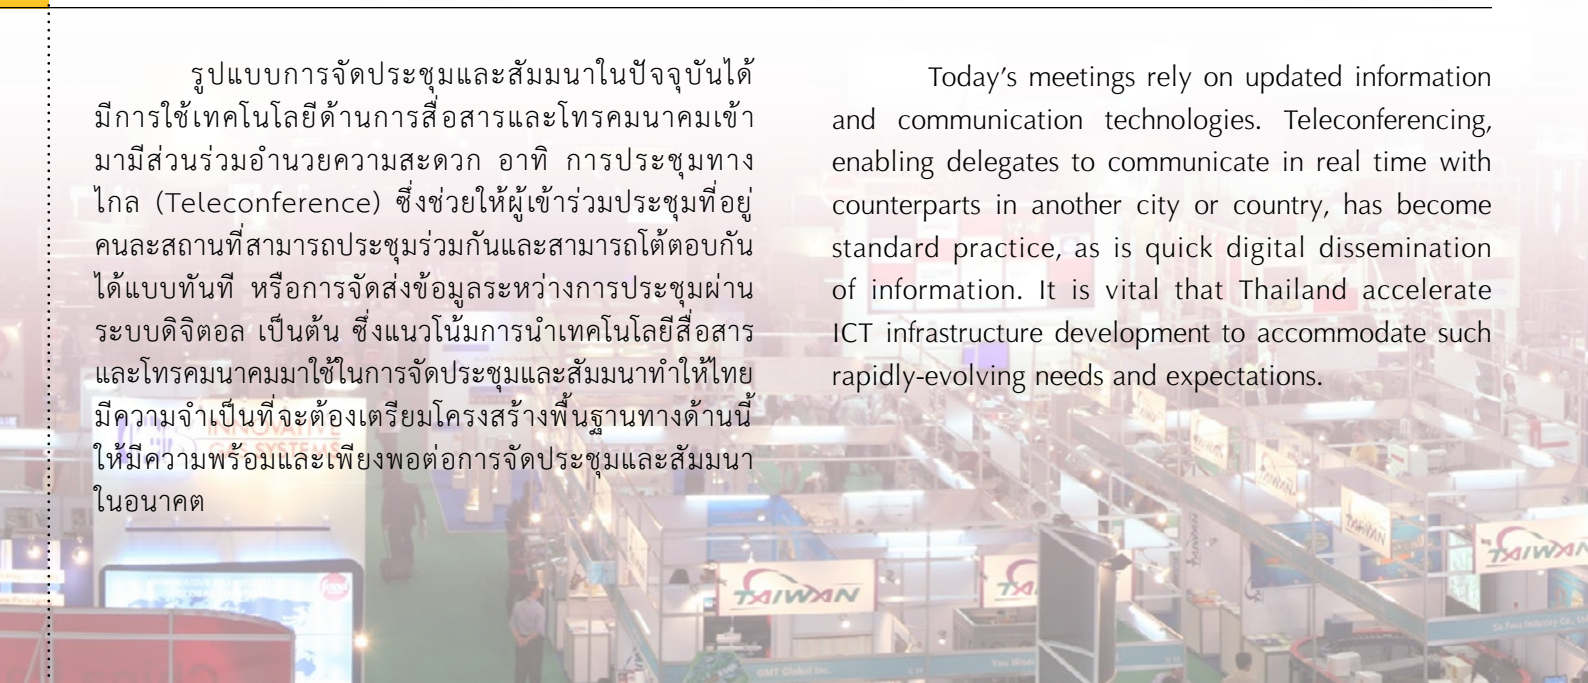 รูปแบบการจัดประชุมและสัมมนาในปัจจุบันได้
มีการใช้เทคโนโลยีด้านการสื่อสารและโทรคมนาคมเข้า
มามีส่วนร่วมอำนวยความสะดวก อาทิ การประชุมทาง
ไกล (Teleconference) ซึ่งช่วยให้ผู้เข้าร่วมประชุมที่อยู่
คนละสถานที่สามารถประชุมร่วมกันและสามารถโต้ตอบกัน
ได้แบบทันที หรือการจัดส่งข้อมูลระหว่างการประชุมผ่าน
ระบบดิจิตอล เป็นต้น ซึ่งแนวโน้มการนำเทคโนโลยีสื่อสาร
และโทรคมนาคมมาใช้ในการจัดประชุมและสัมมนาทำให้ไทย
มีความจำเป็นที่จะต้องเตรียมโครงสร้างพื้นฐานทางด้านนี้
ให้มีความพร้อมและเพียงพอต่อการจัดประชุมและสัมมนา
ในอนาคต
Today's meetings rely on updated information
and communication technologies. Teleconferencing,
enabling delegates to communicate in real time with
counterparts in another city or country, has become
standard practice, as is quick digital dissemination
of information. It is vital that Thailand accelerate
ICT infrastructure development to accommodate such
rapidly-evolving needs and expectations.
INNOVATIVE
SYSTEMS
food
TAIWAN
TAIWAN
TAIWAN
TAIWAN
GMT Global Inc.